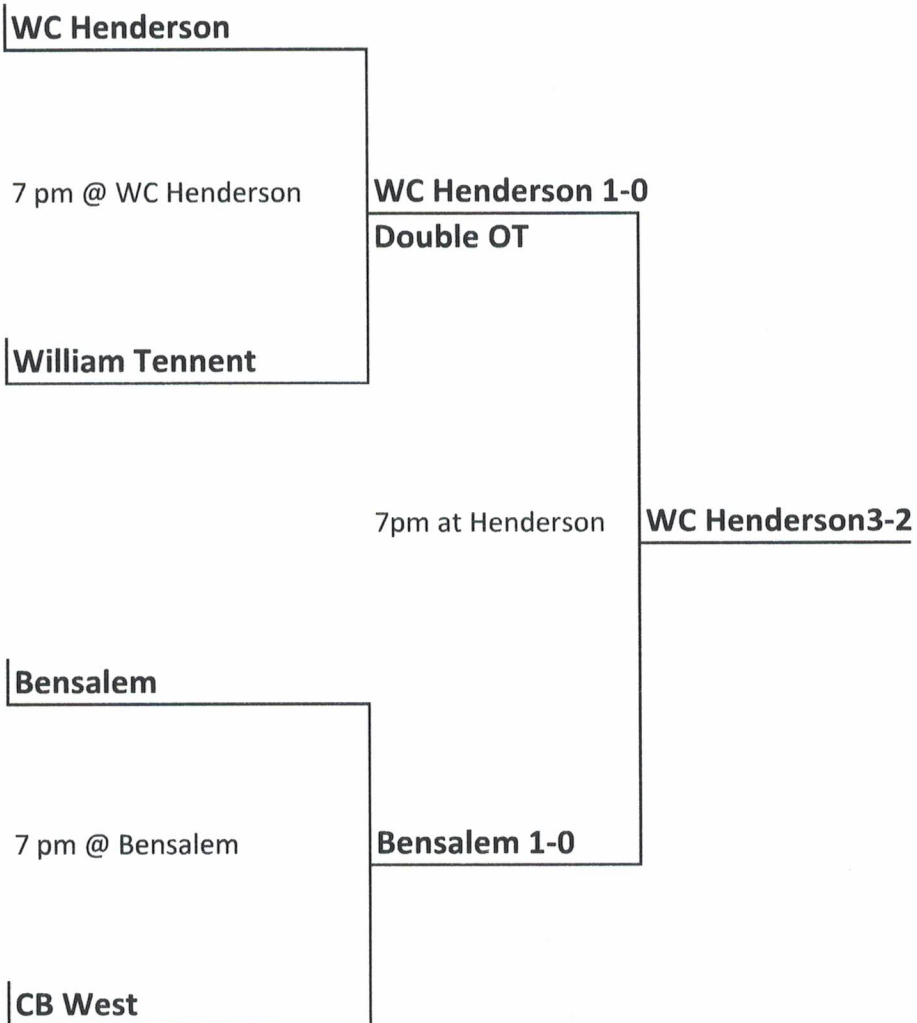 WC Henderson
7 pm @ WC Henderson
WC Henderson 1-0
Double OT
William Tennent
7pm at Henderson
WC Henderson3-2
Bensalem
7 pm @ Bensalem
Bensalem 1-0
CB West